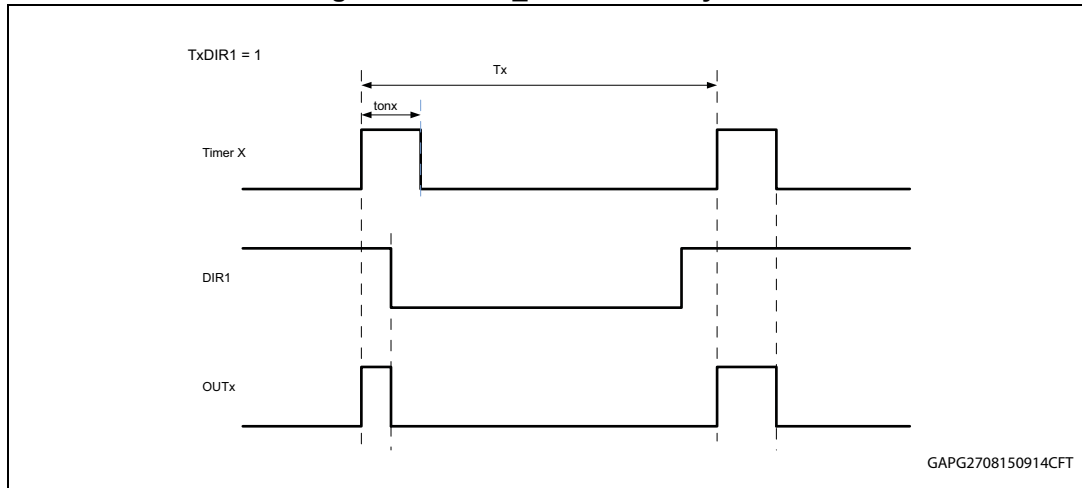 TxDIR1 = 1
Tx
tonx
Timer X
DIR1
OUTx
GAPG2708150914CFT